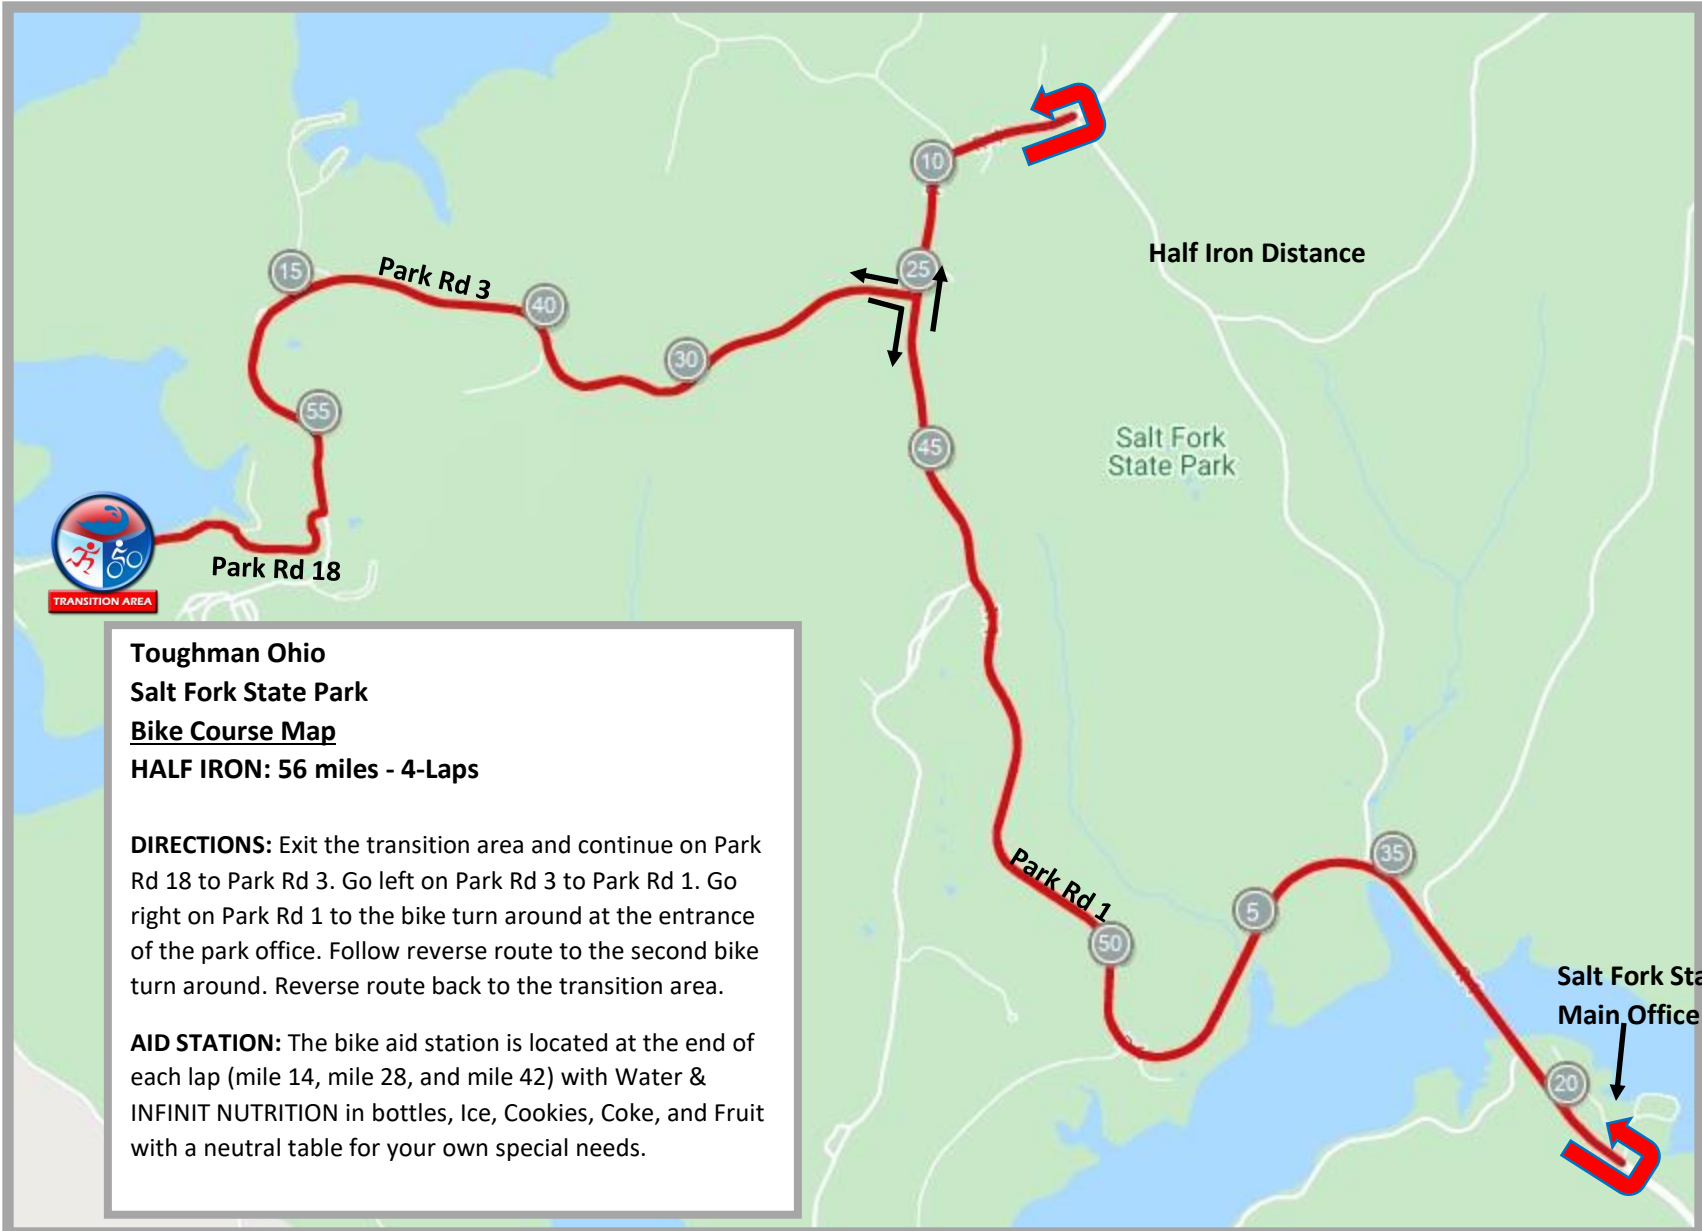 10
Half Iron Distance
15
Park Rd 3
25
40
30
55
45
Salt Fork
State Park
TRANSITION AREA
Park Rd 18
Toughman Ohio
Salt Fork State Park
Bike Course Map
HALF IRON: 56 miles - 4-Laps
DIRECTIONS: Exit the transition area and continue on Park
Rd 18 to Park Rd 3. Go left on Park Rd 3 to Park Rd 1. Go
right on Park Rd 1 to the bike turn around at the entrance
of the park office. Follow reverse route to the second bike
turn around. Reverse route back to the transition area.
AID STATION: The bike aid station is located at the end of
each lap (mile 14, mile 28, and mile 42) with Water &
INFINIT NUTRITION in bottles, Ice, Cookies, Coke, and Fruit
with a neutral table for your own special needs.
Park Rd 1
35
5
50
Salt Fork Sta
Main Office
20